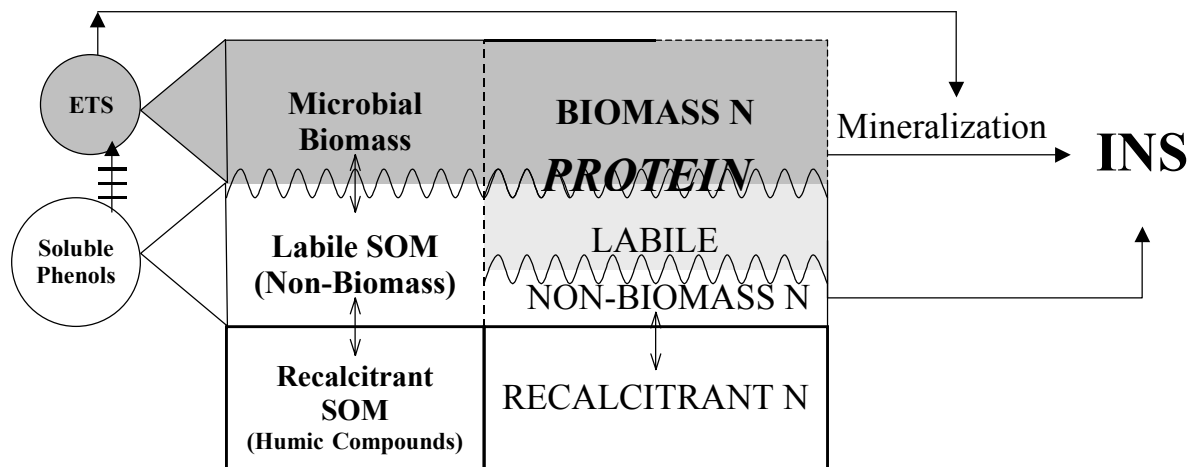 ETS
Microbial
Biomass
BIOMASS N
PROTEIN
Mineralization
INS
Soluble
Phenols
Labile SOM
(Non-Biomass)
LABILE
NON-BIOMASS N
Recalcitrant
SOM
(Humic Compounds)
RECALCITRANT N